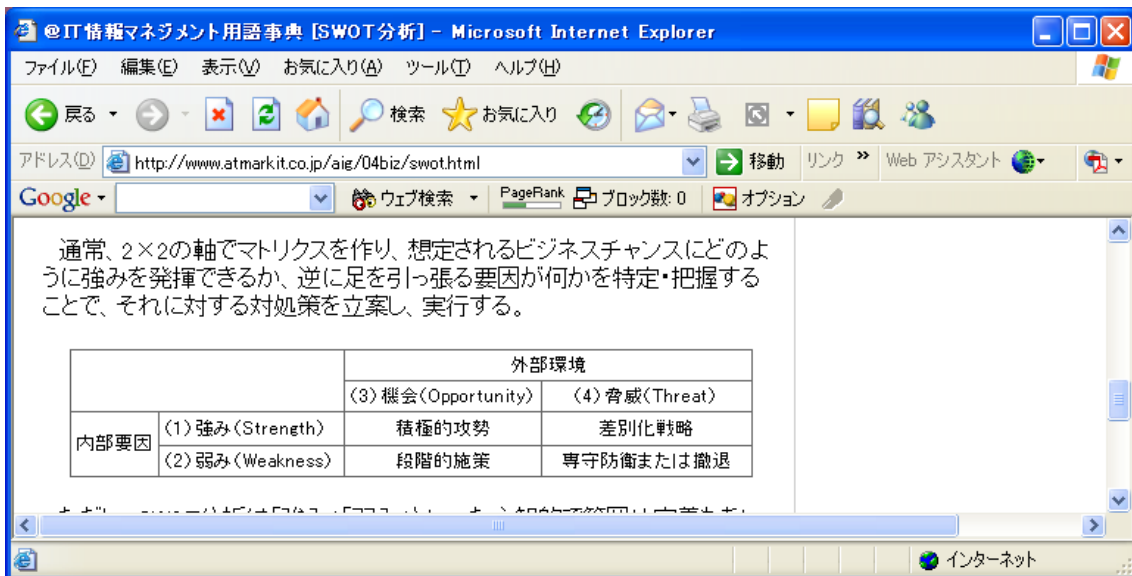 @IT情報マネジメント用語事典 [SWOT分析] - Microsoft Internet Explorer
ファイル(F) 編集(E) 表示(V) お気に入り(A) ツール(T) ヘルプ(H)
戻る 検索 お気に入り
アドレス(D) http://www.atmarkit.co.jp/aig/04biz/swot.html 移動 リンク » Web アシスタント
Google ウェブ検索 PageRank ブロック数: 0 オプション
通常、2×2の軸でマトリクスを作り、想定されるビジネスチャンスにどのよ
うに強みを発揮できるか、逆に足を引っ張る要因が何かを特定・把握する
ことで、それに対する対処策を立案し、実行する。
外部環境
(3)機会(Opportunity) (4)脅威(Threat)
内部要因 (1)強み(Strength) 積極的攻勢 差別化戦略
(2)弱み(Weakness) 段階的施策 専守防衛または撤退
インターネット